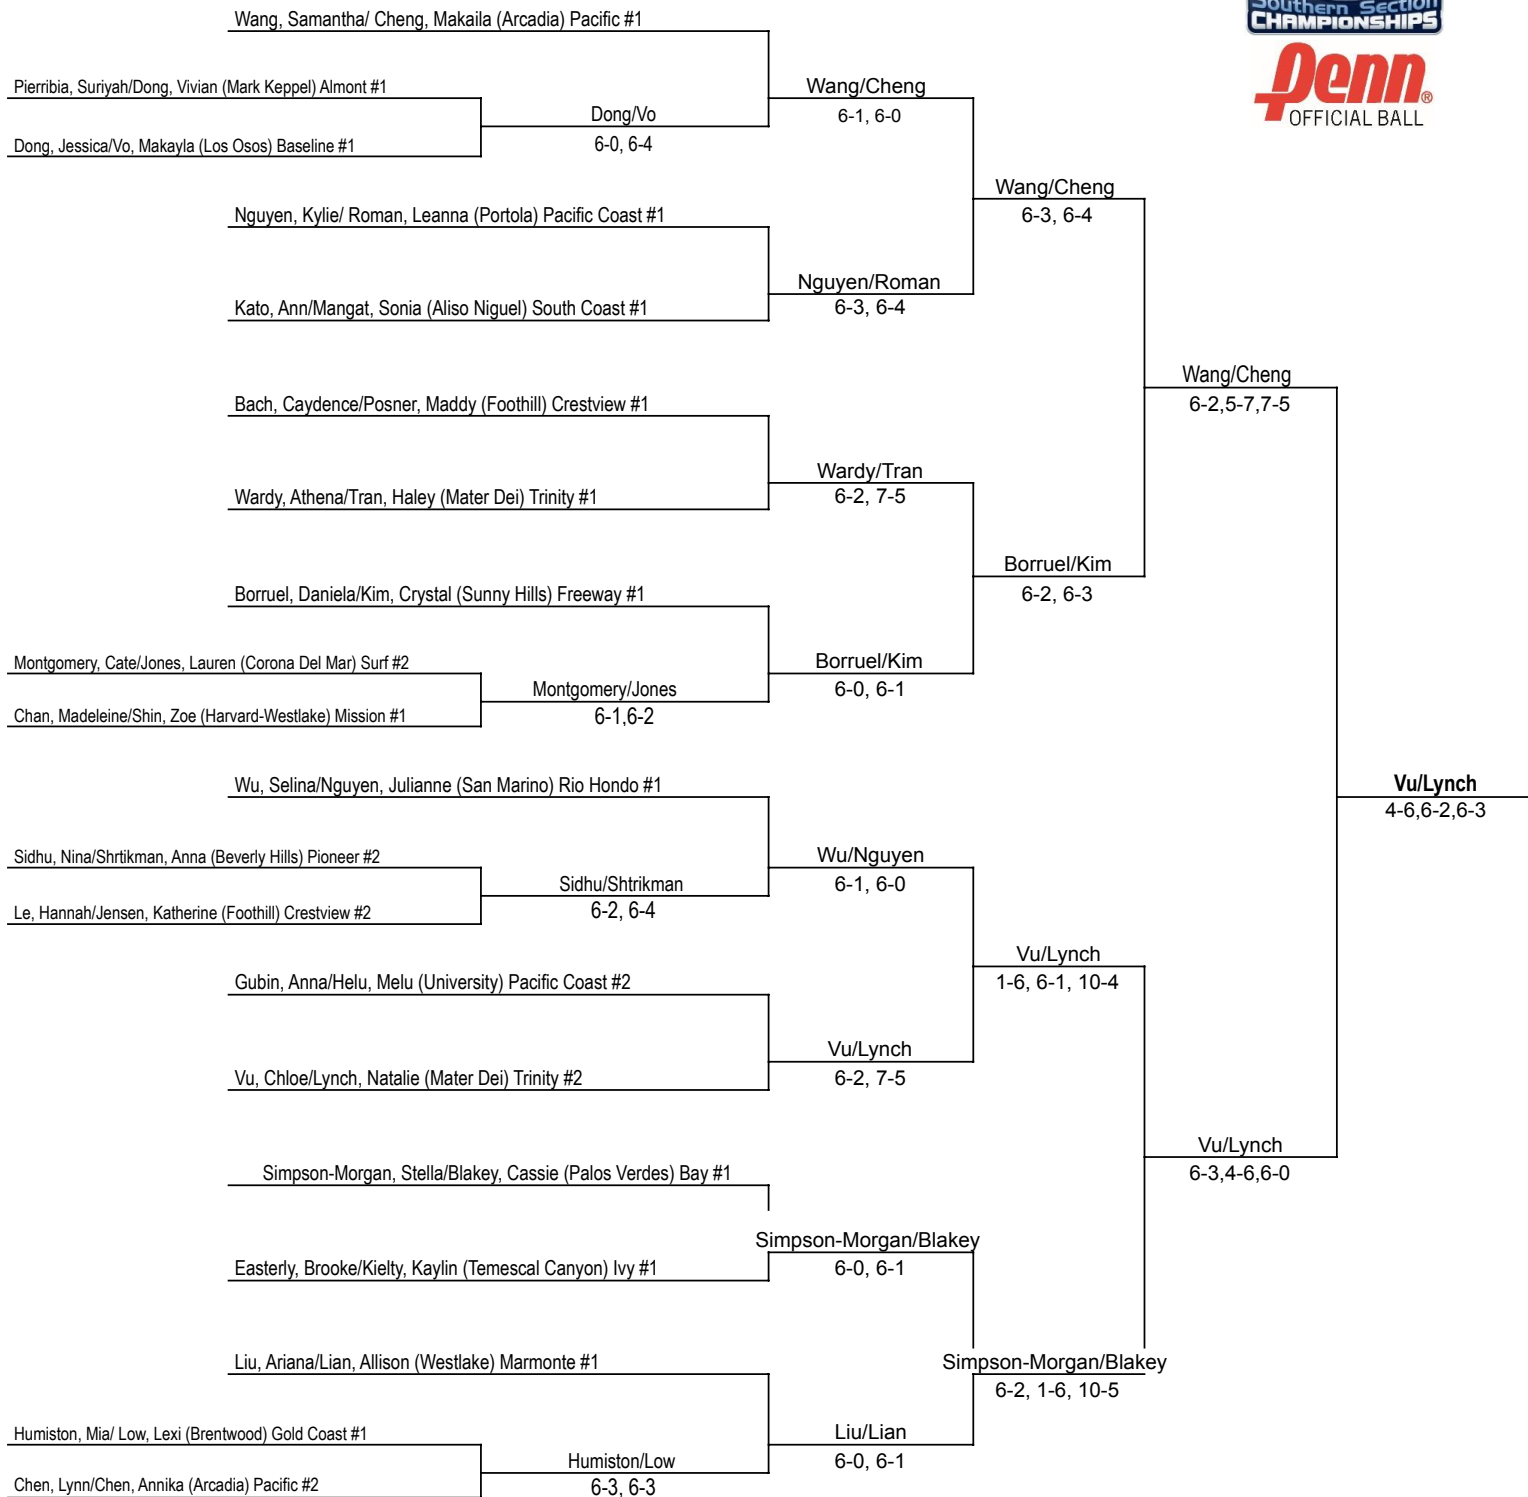 Southern Section
CHAMPIONSHIPS
Penn®
OFFICIAL BALL
Wang, Samantha/ Cheng, Makaila (Arcadia) Pacific #1
Pierribia, Suriyah/Dong, Vivian (Mark Keppel) Almont #1
Wang/Cheng
6-1, 6-0
Dong/Vo
6-0, 6-4
Dong, Jessica/Vo, Makayla (Los Osos) Baseline #1
Wang/Cheng
6-3, 6-4
Nguyen, Kylie/ Roman, Leanna (Portola) Pacific Coast #1
Nguyen/Roman
6-3, 6-4
Kato, Ann/Mangat, Sonia (Aliso Niguel) South Coast #1
Wang/Cheng
6-2,5-7,7-5
Bach, Caydence/Posner, Maddy (Foothill) Crestview #1
Wardy/Tran
6-2, 7-5
Wardy, Athena/Tran, Haley (Mater Dei) Trinity #1
Borruel/Kim
6-2, 6-3
Borruel, Daniela/Kim, Crystal (Sunny Hills) Freeway #1
Montgomery, Cate/Jones, Lauren (Corona Del Mar) Surf #2
Borruel/Kim
6-0, 6-1
Montgomery/Jones
6-1,6-2
Chan, Madeleine/Shin, Zoe (Harvard-Westlake) Mission #1
Wu, Selina/Nguyen, Julianne (San Marino) Rio Hondo #1
Vu/Lynch
4-6,6-2,6-3
Sidhu, Nina/Shrtikman, Anna (Beverly Hills) Pioneer #2
Wu/Nguyen
6-1, 6-0
Sidhu/Shtrikman
6-2, 6-4
Le, Hannah/Jensen, Katherine (Foothill) Crestview #2
Vu/Lynch
1-6, 6-1, 10-4
Gubin, Anna/Helu, Melu (University) Pacific Coast #2
Vu/Lynch
6-2, 7-5
Vu, Chloe/Lynch, Natalie (Mater Dei) Trinity #2
Vu/Lynch
6-3,4-6,6-0
Simpson-Morgan, Stella/Blakey, Cassie (Palos Verdes) Bay #1
Simpson-Morgan/Blakey
6-0, 6-1
Easterly, Brooke/Kielty, Kaylin (Temescal Canyon) Ivy #1
Liu, Ariana/Lian, Allison (Westlake) Marmonte #1
Simpson-Morgan/Blakey
6-2, 1-6, 10-5
Humiston, Mia/ Low, Lexi (Brentwood) Gold Coast #1
Liu/Lian
6-0, 6-1
Humiston/Low
6-3, 6-3
Chen, Lynn/Chen, Annika (Arcadia) Pacific #2